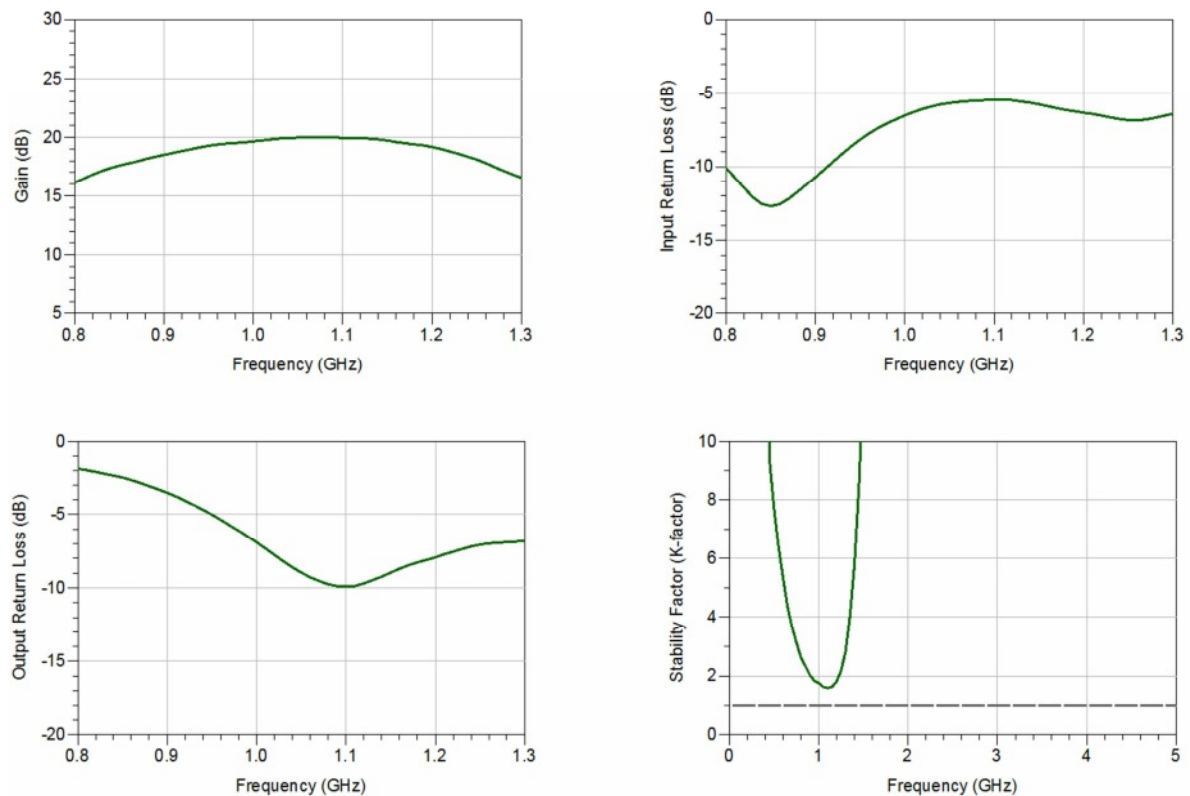 30
25
20
15
10
5
Gain (dB)
0.8 0.9 1.0 1.1 1.2 1.3
Frequency (GHz)
0
-5
-10
-15
-20
Input Return Loss (dB)
0.8 0.9 1.0 1.1 1.2 1.3
Frequency (GHz)
0
-5
-10
-15
-20
Output Return Loss (dB)
0.8 0.9 1.0 1.1 1.2 1.3
Frequency (GHz)
10
8
6
4
2
0
Stability Factor (K-factor)
0 1 2 3 4 5
Frequency (GHz)